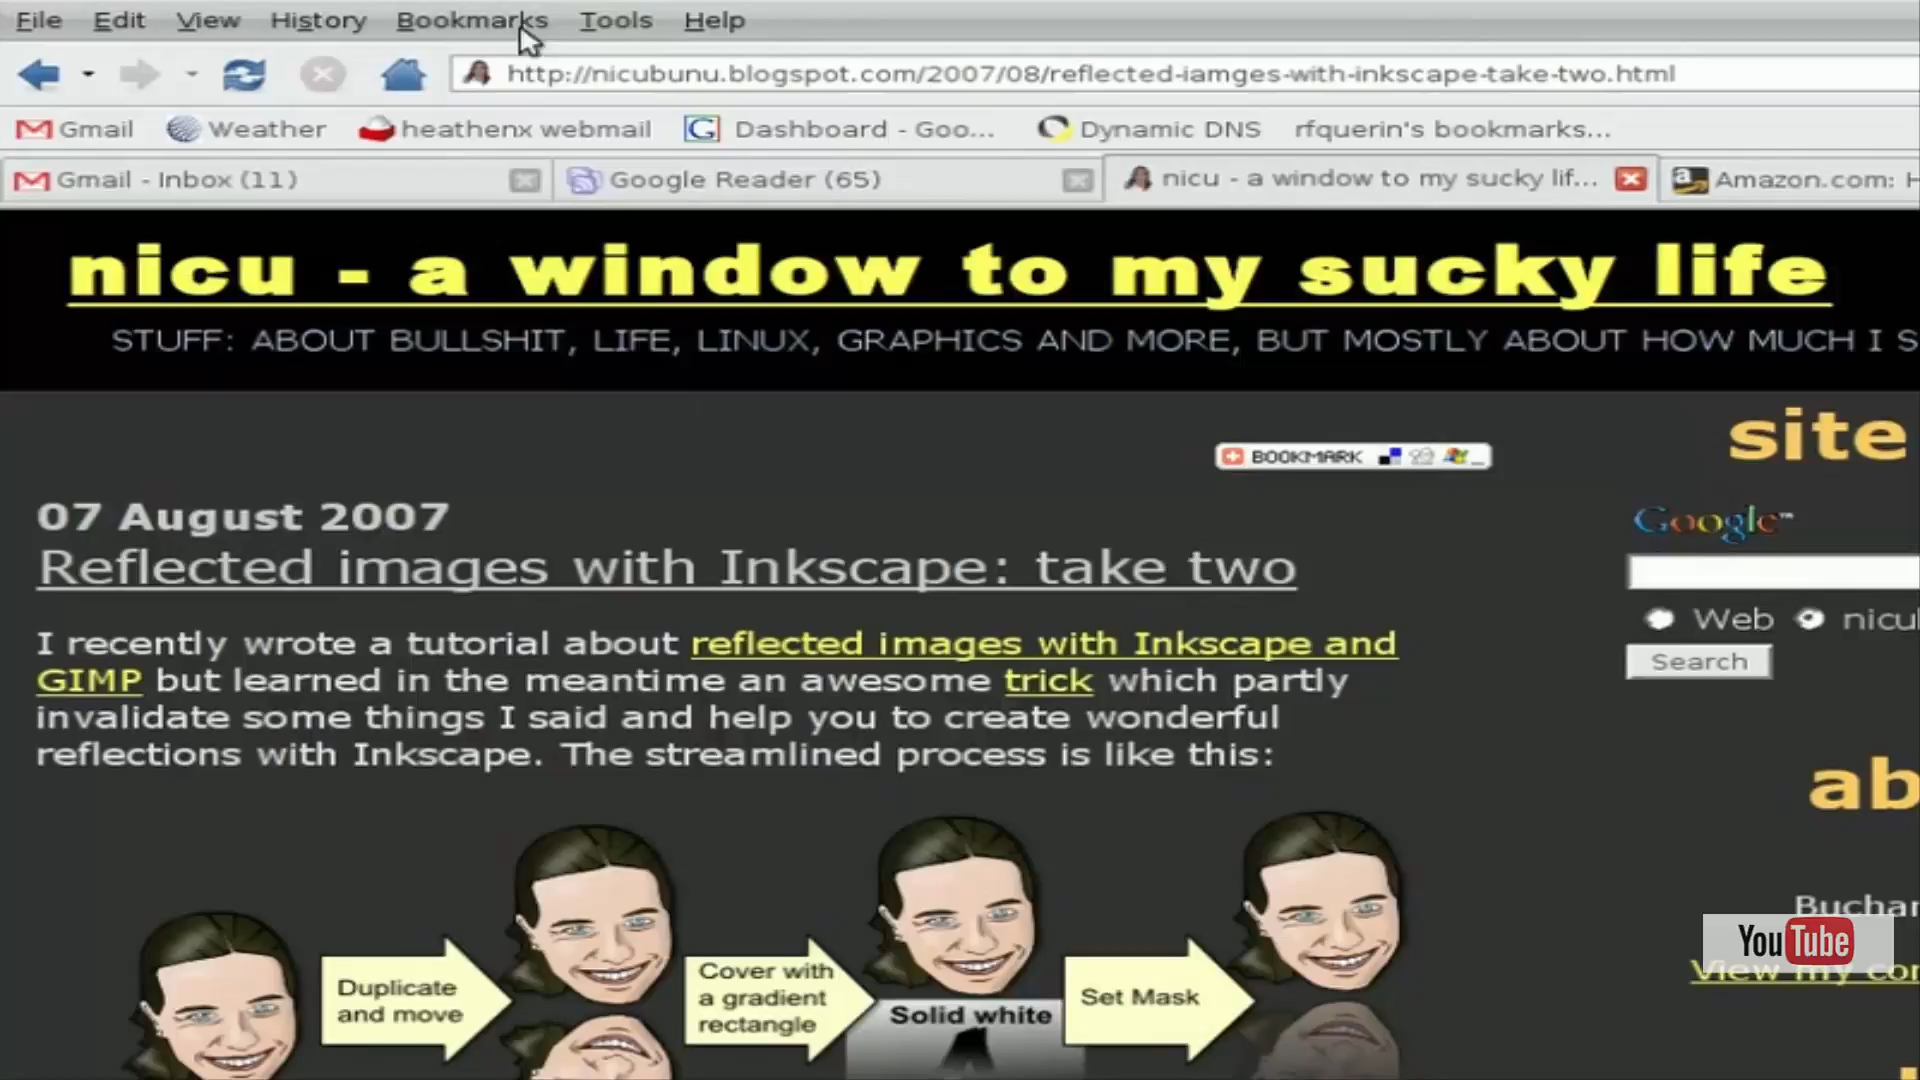 File Edit View History Bookmarks Tools Help
http://nicubunu.blogspot.com/2007/08/reflected-iamges-with-inkscape-take-two.html
Gmail Weather heathenx webmail Dashboard - Goo... Dynamic DNS rfquerin's bookmarks...
Gmail - Inbox (11) Google Reader (65) nicu - a window to my sucky lif... Amazon.com: H
nicu - a window to my sucky life
STUFF: ABOUT BULLSHIT, LIFE, LINUX, GRAPHICS AND MORE, BUT MOSTLY ABOUT HOW MUCH I S
site
BOOKMARK
07 August 2007
Google™
Reflected images with Inkscape: take two
Web nicu
Search
I recently wrote a tutorial about reflected images with Inkscape and
GIMP but learned in the meantime an awesome trick which partly
invalidate some things I said and help you to create wonderful
reflections with Inkscape. The streamlined process is like this:
ab
Buchar
YouTube
View my co
Duplicate
and move
Cover with
a gradient
rectangle
Solid white
Set Mask